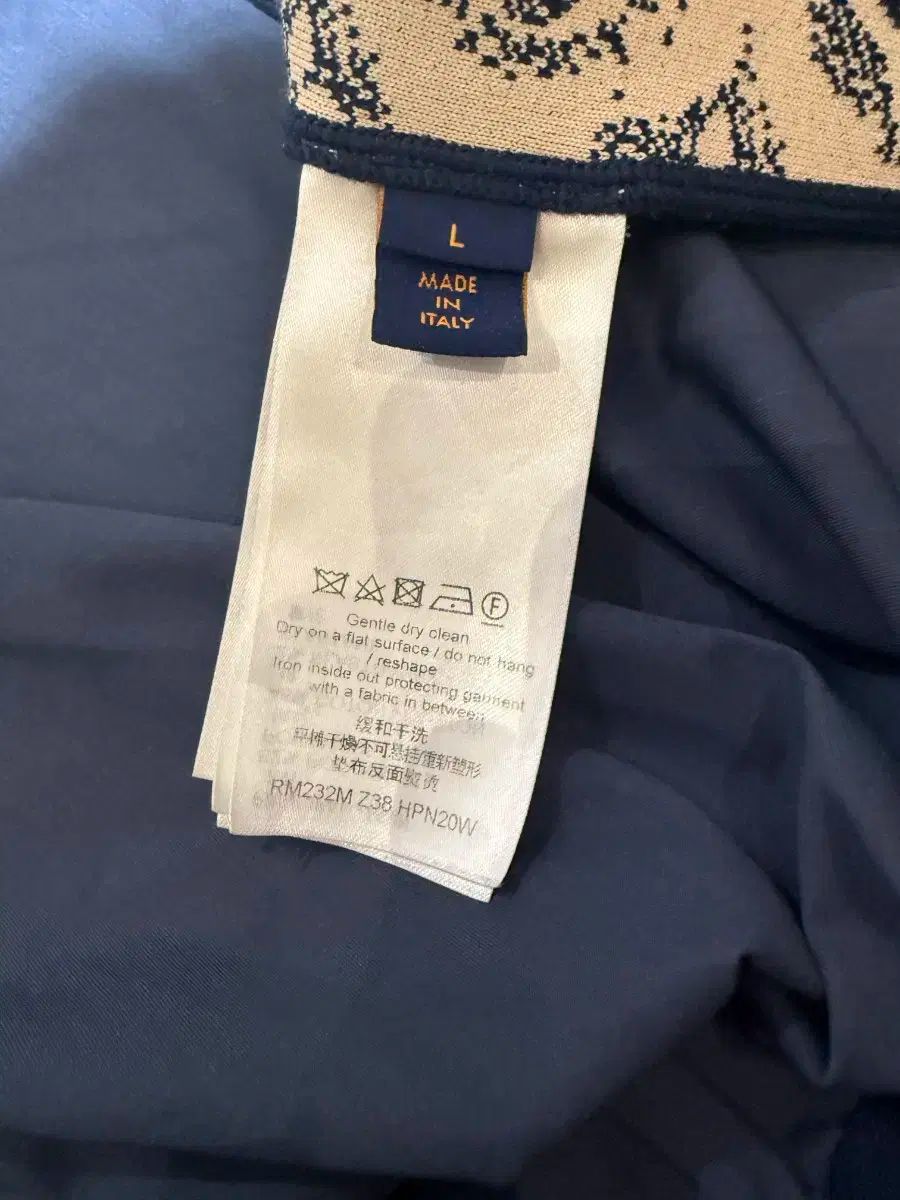 L
MADE
IN
ITALY
F
Gentle dry clean
Dry on a flat surface / do not hang
/ reshape
Iron inside out protecting garment
with a fabric in between
缓和干洗
平摊干燥不可悬挂/重新塑形
垫布反面熨烫
RM232M Z38 HPN20W